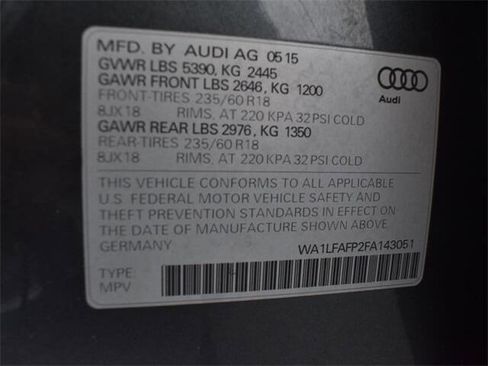 MFD. BY AUDI AG 05 15
GVWR LBS 5390, KG 2445
GAWR FRONT LBS 2646, KG 1200
FRONT-TIRES 235/60 R18
8JX18 RIMS, AT 220 KPA 32 PSI COLD
GAWR REAR LBS 2976, KG 1350
REAR-TIRES 235/60 R18
8JX18 RIMS, AT 220 KPA 32 PSI COLD
Audi
THIS VEHICLE CONFORMS TO ALL APPLICABLE
U.S. FEDERAL MOTOR VEHICLE SAFETY AND
THEFT PREVENTION STANDARDS IN EFFECT ON
THE DATE OF MANUFACTURE SHOWN ABOVE.
GERMANY WA1LFAFP2FA143051
TYPE:
MPV